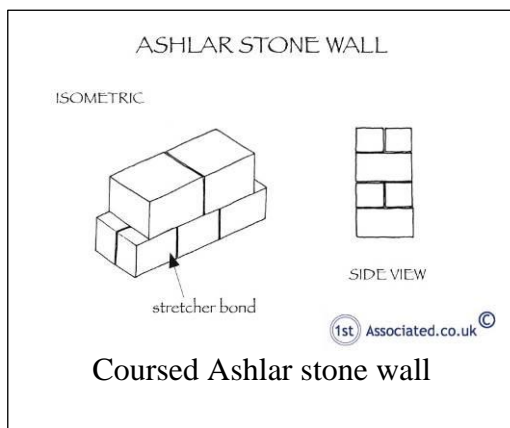 ASHLAR STONE WALL
ISOMETRIC
SIDE VIEW
stretcher bond
1st Associated.co.uk ©
Coursed Ashlar stone wall